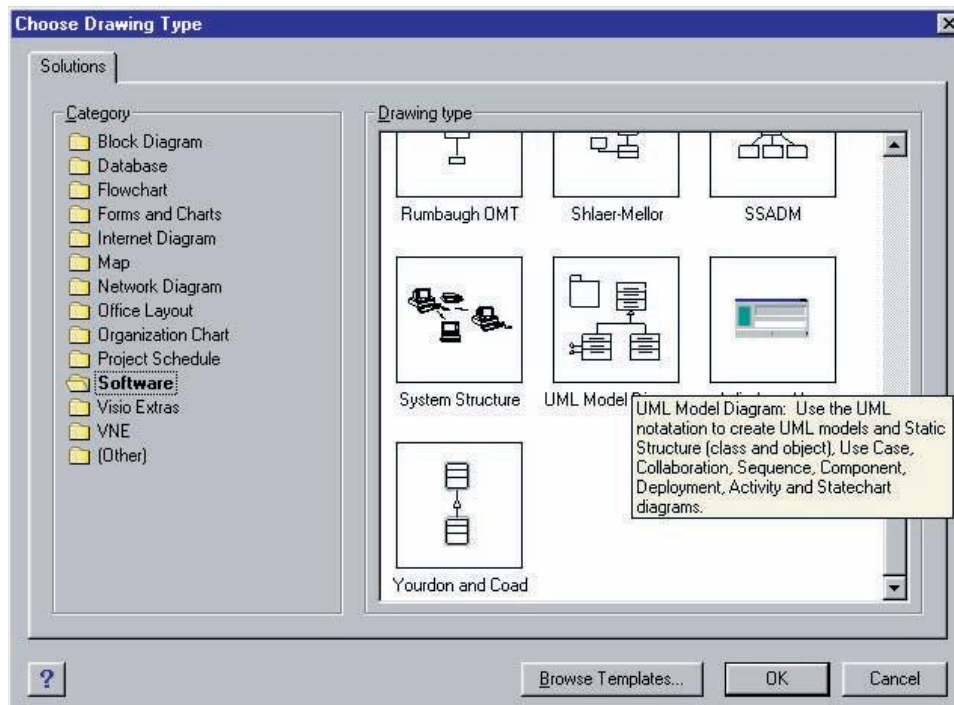 Choose Drawing Type
Solutions
Category
Block Diagram
Database
Flowchart
Forms and Charts
Internet Diagram
Map
Network Diagram
Office Layout
Organization Chart
Project Schedule
Software
Visio Extras
VNE
(Other)
Drawing type
Rumbaugh OMT
Shlaer-Mellor
SSADM
System Structure
UML Model
UML Model Diagram: Use the UML
notatation to create UML models and Static
Structure (class and object), Use Case,
Collaboration, Sequence, Component,
Deployment, Activity and Statechart
diagrams.
Yourdon and Coad
?
Browse Templates...
OK
Cancel